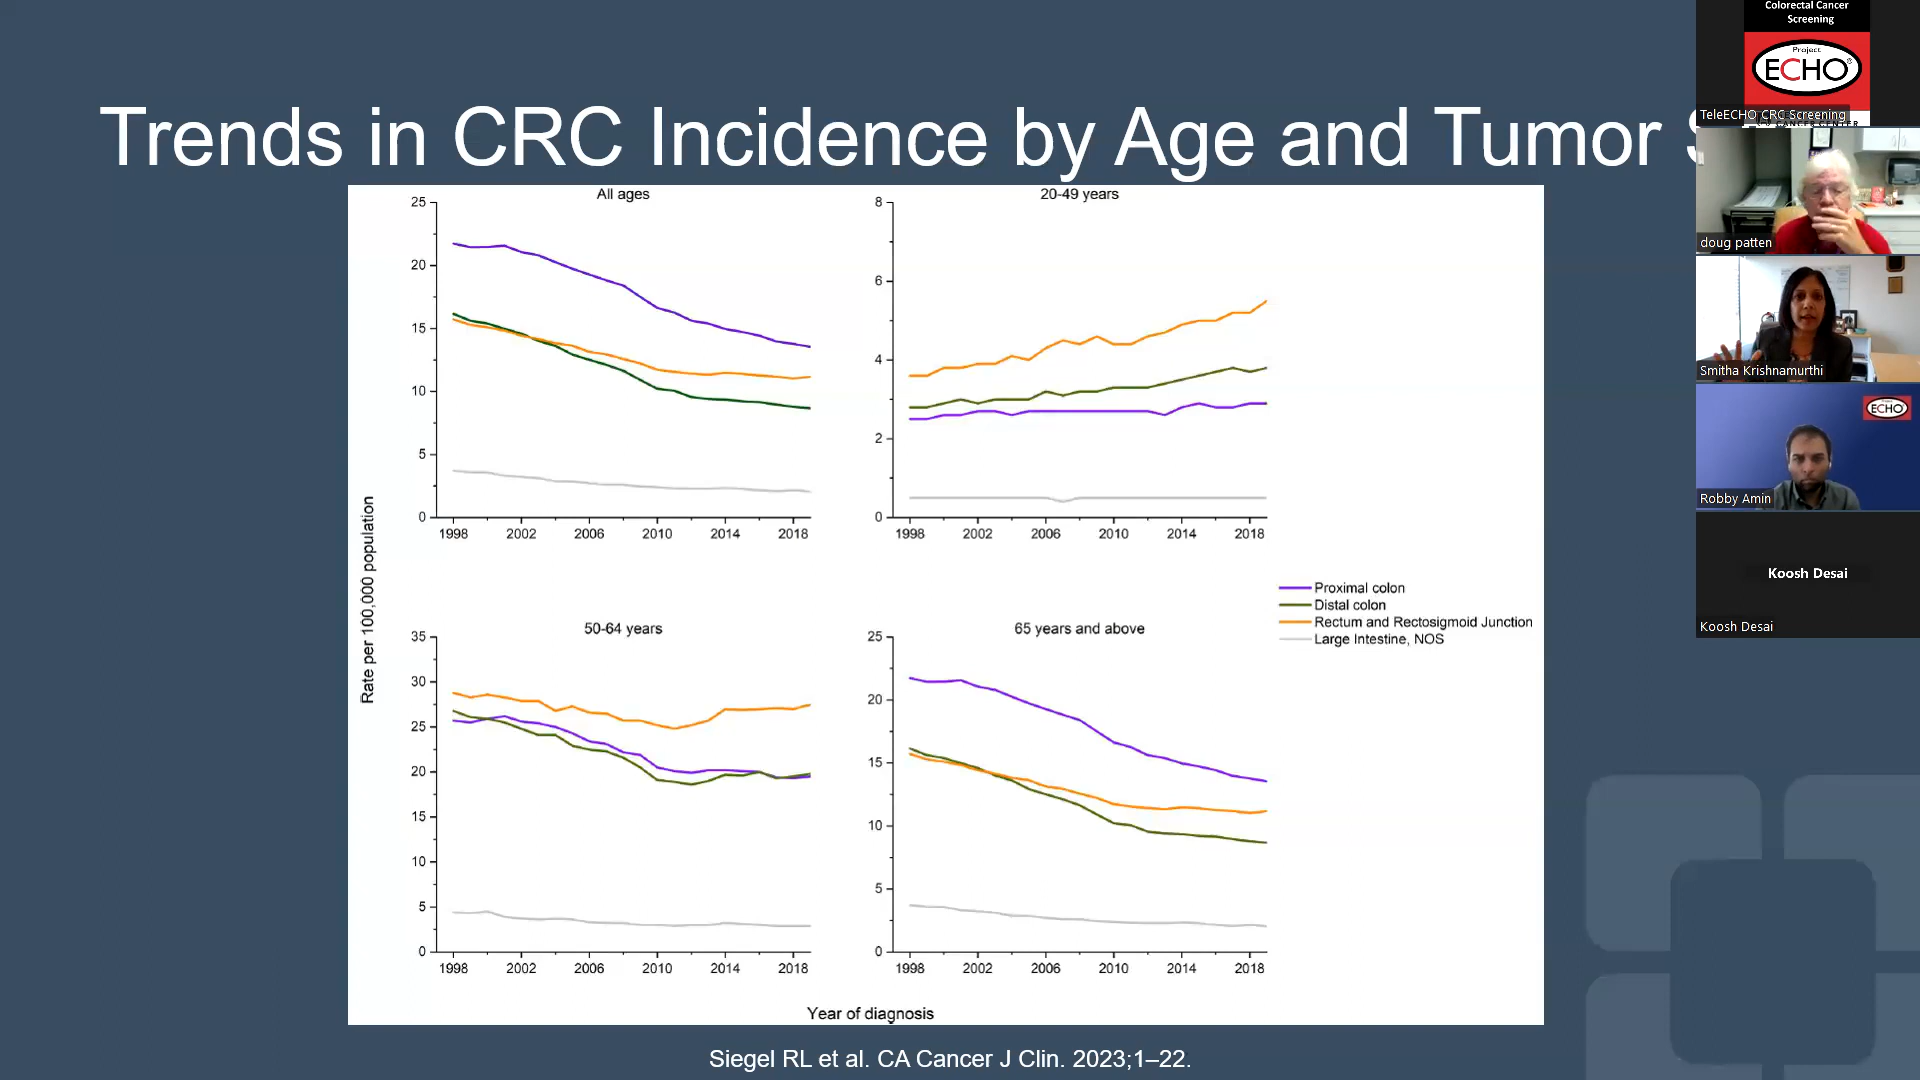 Trends in CRC Incidence by Age and Tumor
All ages
25
20
15
10
5
0
1998 2002 2006 2010 2014 2018
20-49 years
8
6
4
2
0
1998 2002 2006 2010 2014 2018
Rate per 100,000 population
50-64 years
35
30
25
20
15
10
5
0
1998 2002 2006 2010 2014 2018
65 years and above
25
20
15
10
5
0
1998 2002 2006 2010 2014 2018
Proximal colon
Distal colon
Rectum and Rectosigmoid Junction
Large Intestine, NOS
Year of diagnosis
Siegel RL et al. CA Cancer J Clin. 2023;1–22.
Colorectal Cancer
Screening
Project
ECHO®
TeleECHO CRC Screening
doug patten
Smitha Krishnamurthi
ECHO
Robby Amin
Koosh Desai
Koosh Desai